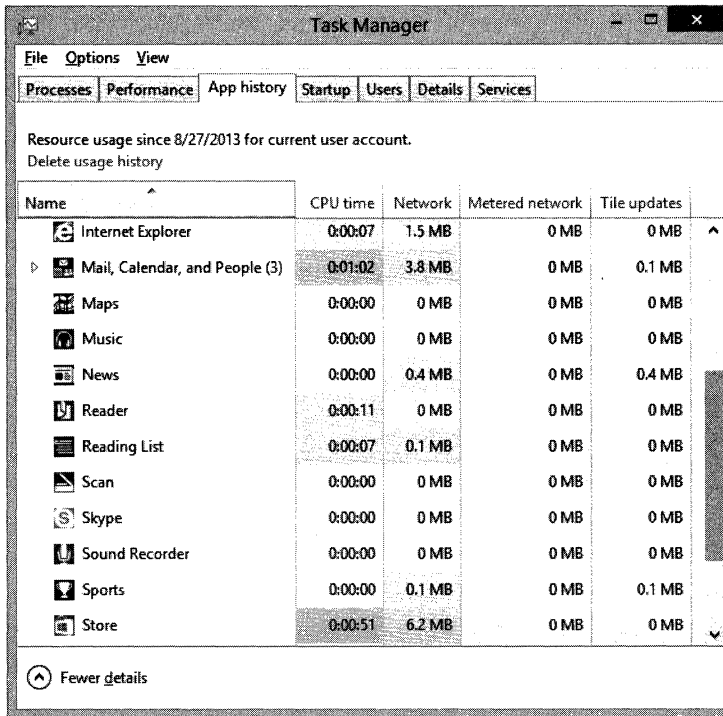 Task Manager
File Options View
Processes Performance App history Startup Users Details Services
Resource usage since 8/27/2013 for current user account.
Delete usage history
Name CPU time Network Metered network Tile updates
Internet Explorer 0:00:07 1.5 MB 0 MB 0 MB
Mail, Calendar, and People (3) 0:01:02 3.8 MB 0 MB 0.1 MB
Maps 0:00:00 0 MB 0 MB 0 MB
Music 0:00:00 0 MB 0 MB 0 MB
News 0:00:00 0.4 MB 0 MB 0.4 MB
Reader 0:00:11 0 MB 0 MB 0 MB
Reading List 0:00:07 0.1 MB 0 MB 0 MB
Scan 0:00:00 0 MB 0 MB 0 MB
Skype 0:00:00 0 MB 0 MB 0 MB
Sound Recorder 0:00:00 0 MB 0 MB 0 MB
Sports 0:00:00 0.1 MB 0 MB 0.1 MB
Store 0:00:51 6.2 MB 0 MB 0 MB
Fewer details